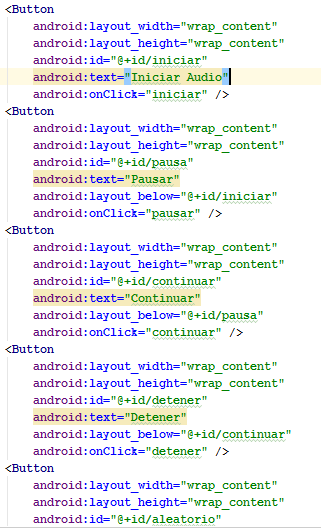 <Button
android:layout_width="wrap_content"
android:layout_height="wrap_content"
android:id="@+id/iniciar"
android:text="Iniciar Audio"
android:onClick="iniciar" />
<Button
android:layout_width="wrap_content"
android:layout_height="wrap_content"
android:id="@+id/pausa"
android:text="Pausar"
android:layout_below="@+id/iniciar"
android:onClick="pausar" />
<Button
android:layout_width="wrap_content"
android:layout_height="wrap_content"
android:id="@+id/continuar"
android:text="Continuar"
android:layout_below="@+id/pausa"
android:onClick="continuar" />
<Button
android:layout_width="wrap_content"
android:layout_height="wrap_content"
android:id="@+id/detener"
android:text="Detener"
android:layout_below="@+id/continuar"
android:onClick="detener" />
<Button
android:layout_width="wrap_content"
android:layout_height="wrap_content"
android:id="@+id/aleatorio"